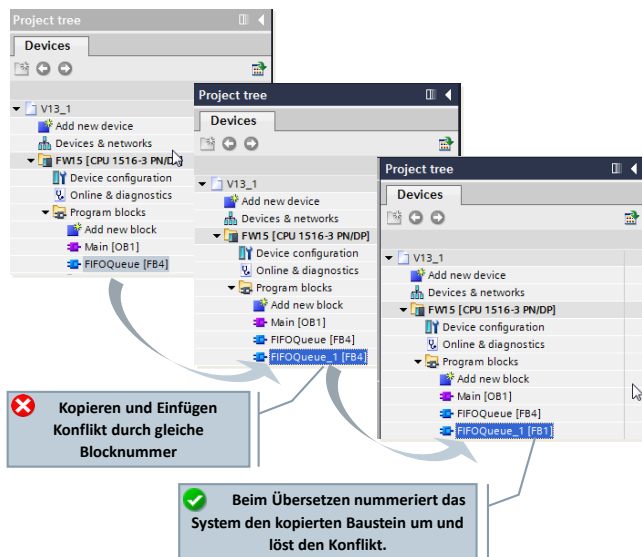 Project tree
Devices
V13_1
Add new device
Devices & networks
FW15 [CPU 1516-3 PN/DP]
Device configuration
Online & diagnostics
Program blocks
Add new block
Main [OB1]
FIFOQueue [FB4]
Project tree
Devices
V13_1
Add new device
Devices & networks
FW15 [CPU 1516-3 PN/DP]
Device configuration
Online & diagnostics
Program blocks
Add new block
Main [OB1]
FIFOQueue [FB4]
FIFOQueue_1 [FB4]
Project tree
Devices
V13_1
Add new device
Devices & networks
FW15 [CPU 1516-3 PN/DP]
Device configuration
Online & diagnostics
Program blocks
Add new block
Main [OB1]
FIFOQueue [FB4]
FIFOQueue_1 [FB1]
Kopieren und Einfügen
Konflikt durch gleiche
Blocknummer
Beim Übersetzen nummeriert das
System den kopierten Baustein um und
löst den Konflikt.